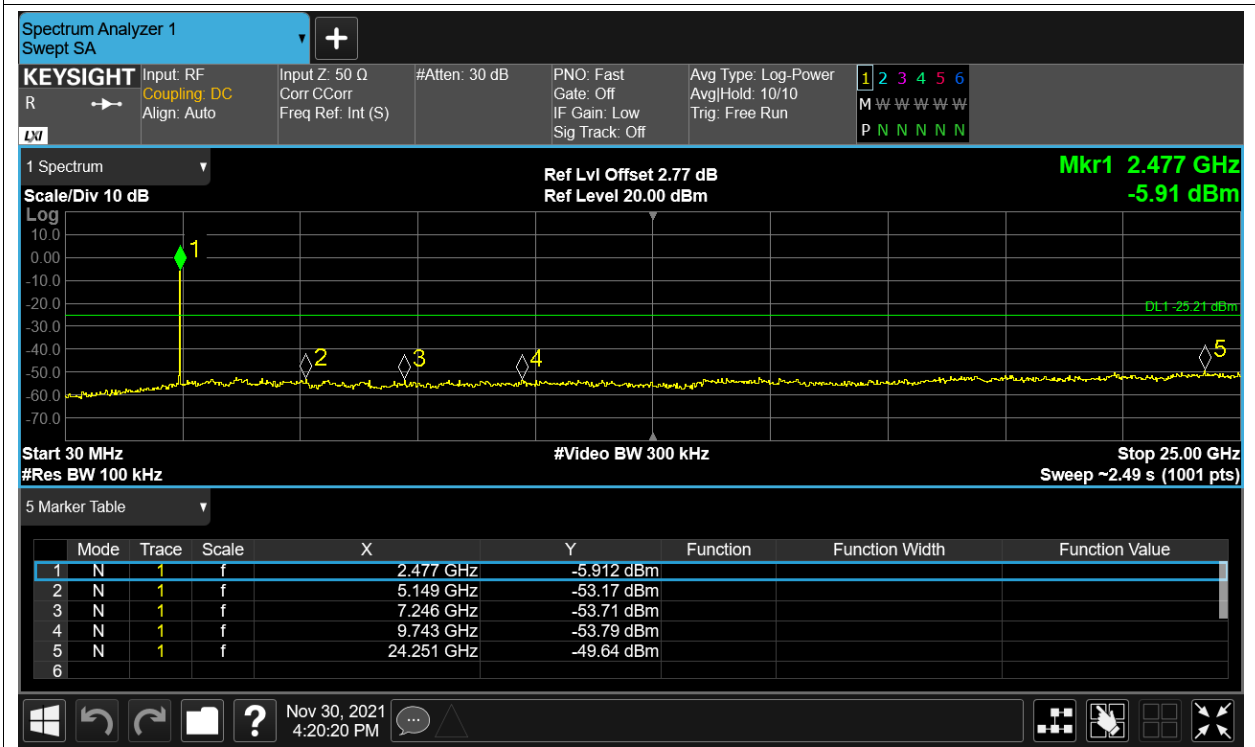 Spectrum Analyzer 1
Swept SA
KEYSIGHT Input: RF Input Z: 50 Ω #Atten: 30 dB PNO: Fast Avg Type: Log-Power 1 2 3 4 5 6
R Coupling: DC Corr CCorr Gate: Off Avg|Hold: 10/10 M W W W W W
Align: Auto Freq Ref: Int (S) IF Gain: Low Trig: Free Run
LXI Sig Track: Off P N N N N N
1 Spectrum Ref Lvl Offset 2.77 dB Mkr1 2.477 GHz
Scale/Div 10 dB Ref Level 20.00 dBm -5.91 dBm
Log
10.0
1
0.00
-10.0
-20.0
DL1 -25.21 dBm
-30.0
-40.0
2 3 4 5
-50.0
-60.0
-70.0
Start 30 MHz #Video BW 300 kHz Stop 25.00 GHz
#Res BW 100 kHz Sweep ~2.49 s (1001 pts)
5 Marker Table
Mode Trace Scale X Y Function Function Width Function Value
1 N 1 f 2.477 GHz -5.912 dBm
2 N 1 f 5.149 GHz -53.17 dBm
3 N 1 f 7.246 GHz -53.71 dBm
4 N 1 f 9.743 GHz -53.79 dBm
5 N 1 f 24.251 GHz -49.64 dBm
6
? Nov 30, 2021
4:20:20 PM